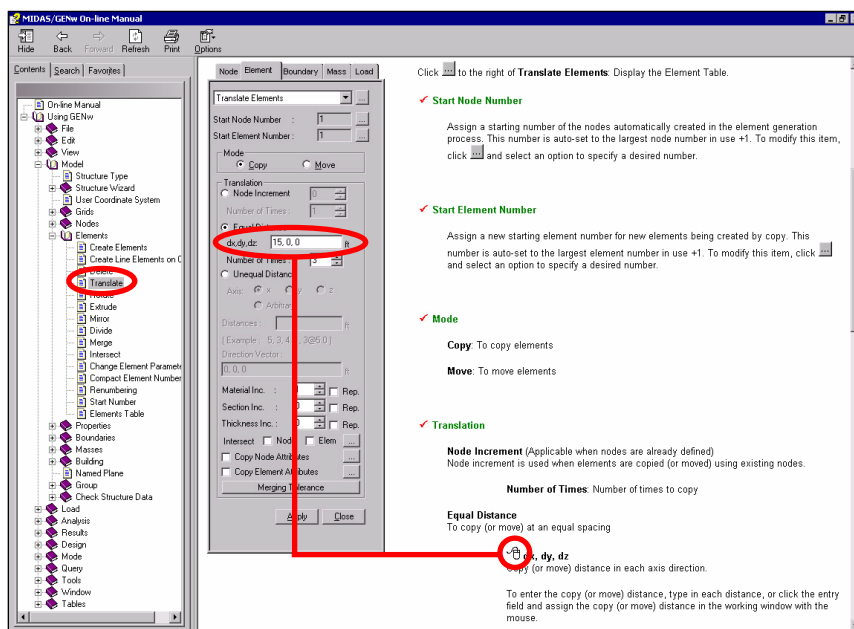 MIDAS/GENw On-line Manual
Hide Back Forward Refresh Print Options
Contents Search Favorites
On-line Manual
Using GENw
File
Edit
View
Model
Structure Type
Structure Wizard
User Coordinate System
Grids
Nodes
Elements
Create Elements
Create Line Elements on C
Delete
Translate
Rotate
Extrude
Mirror
Divide
Merge
Intersect
Change Element Paramete
Compact Element Number
Renumbering
Start Number
Elements Table
Properties
Boundaries
Masses
Building
Named Plane
Group
Check Structure Data
Load
Analysis
Results
Design
Mode
Query
Tools
Window
Tables
Node Element Boundary Mass Load
Translate Elements ...
Start Node Number : 1 ...
Start Element Number : 1 ...
Mode
Copy Move
Translation
Node Increment 0
Number of Times : 1
Equal Distance
dx,dy,dz: 15, 0, 0 ft
Number of Times : 3
Unequal Distance
Axis: x y z
Arbitrary
Distances : ft
( Example : 5, 3, 4. , 3@5.0 )
Direction Vector :
0, 0, 0 ft
Material Inc. : Rep.
Section Inc. : Rep.
Thickness Inc. : Rep.
Intersect Node Elem ...
Copy Node Attributes ...
Copy Element Attributes ...
Merging Tolerance
Apply Close
Click ... to the right of Translate Elements: Display the Element Table.
✓ Start Node Number
Assign a starting number of the nodes automatically created in the element generation
process. This number is auto-set to the largest node number in use +1. To modify this item,
click ... and select an option to specify a desired number.
✓ Start Element Number
Assign a new starting element number for new elements being created by copy. This
number is auto-set to the largest element number in use +1. To modify this item, click ...
and select an option to specify a desired number.
✓ Mode
Copy: To copy elements
Move: To move elements
✓ Translation
Node Increment (Applicable when nodes are already defined)
Node increment is used when elements are copied (or moved) using existing nodes.
Number of Times: Number of times to copy
Equal Distance
To copy (or move) at an equal spacing
dx, dy, dz
Copy (or move) distance in each axis direction.
To enter the copy (or move) distance, type in each distance, or click the entry
field and assign the copy (or move) distance in the working window with the
mouse.